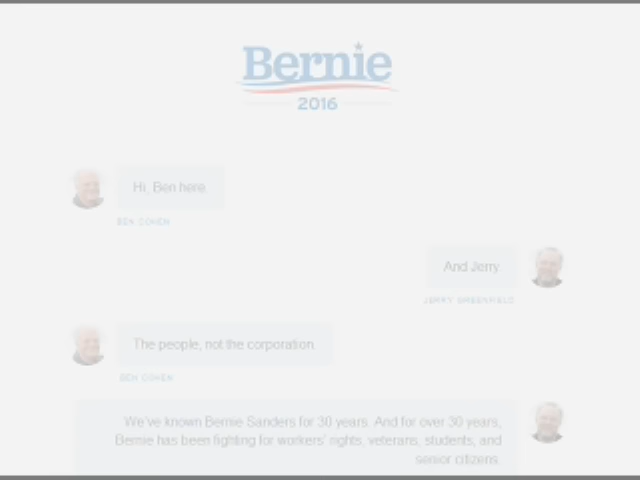 Bernie
2016
Hi, Ben here.
BEN COHEN
And Jerry.
JERRY GREENFIELD
The people, not the corporation.
BEN COHEN
We've known Bernie Sanders for 30 years. And for over 30 years,
Bernie has been fighting for workers' rights, veterans, students, and
senior citizens.